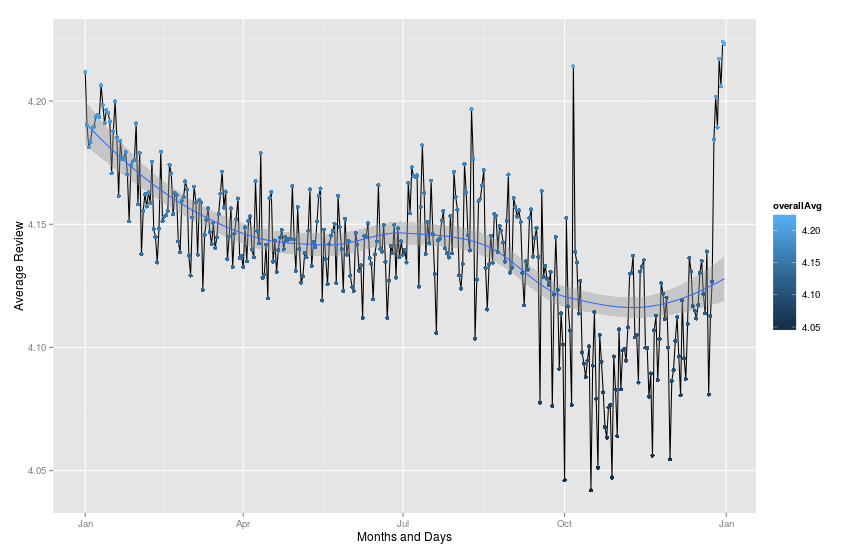 4.20
4.15
4.10
4.05
Average Review
Jan
Apr
Jul
Oct
Jan
Months and Days
overallAvg
4.20
4.15
4.10
4.05